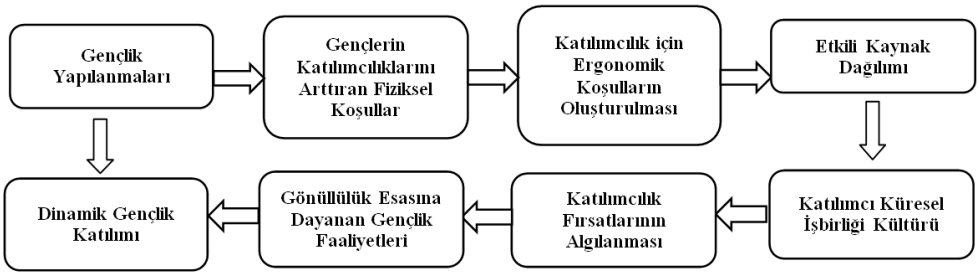 Gençlik
Yapılanmaları
Gençlerin
Katılımcılıklarını
Arttıran Fiziksel
Koşullar
Katılımcılık için
Ergonomik
Koşulların
Oluşturulması
Etkili Kaynak
Dağılımı
Dinamik Gençlik
Katılımı
Gönüllülük Esasına
Dayanan Gençlik
Faaliyetleri
Katılımcılık
Fırsatlarının
Algılanması
Katılımcı Küresel
İşbirliği Kültürü